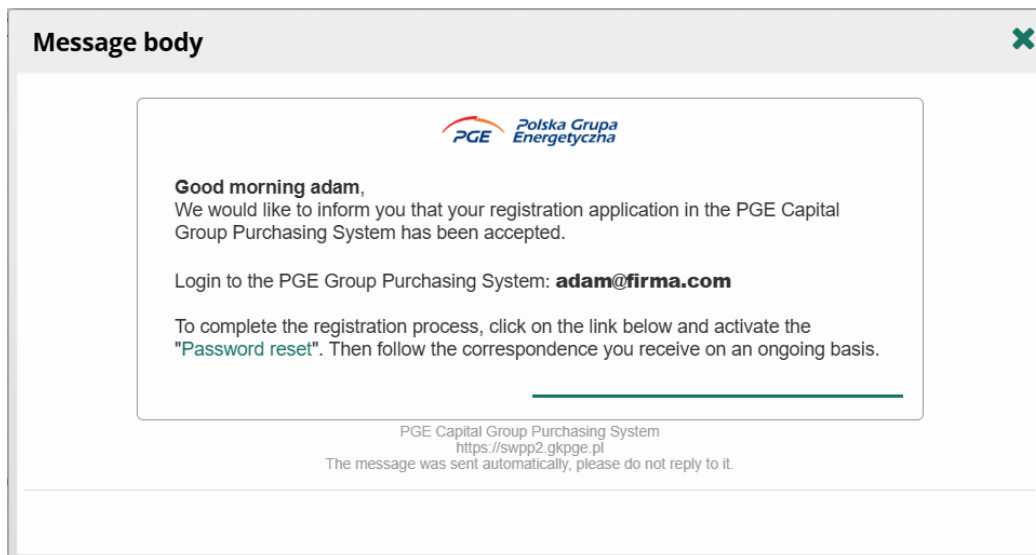 Message body
PGE Polska Grupa
Energetyczna
Good morning adam,
We would like to inform you that your registration application in the PGE Capital
Group Purchasing System has been accepted.
Login to the PGE Group Purchasing System: adam@firma.com
To complete the registration process, click on the link below and activate the
"Password reset". Then follow the correspondence you receive on an ongoing basis.
PGE Capital Group Purchasing System
https://swpp2.gkpge.pl
The message was sent automatically, please do not reply to it.